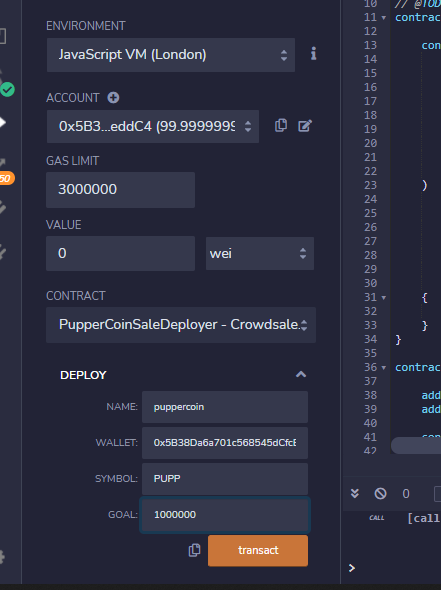 ENVIRONMENT
JavaScript VM (London)
ACCOUNT
0x5B3...eddC4 (99.9999999
GAS LIMIT
3000000
VALUE
0 wei
CONTRACT
PupperCoinSaleDeployer - Crowdsale.
DEPLOY
NAME: puppercoin
WALLET: 0x5B38Da6a701c568545dCfcB
SYMBOL: PUPP
GOAL: 1000000
transact
50
10 // @TOD
11 contrac
12
13 con
14
15
16
17
18
19
20
21
22
23 )
24
25
26
27
28
29
30
31 {
32
33 }
34 }
35
36 contrac
37
38 add
39 add
40
41
42
0
CALL [call
>